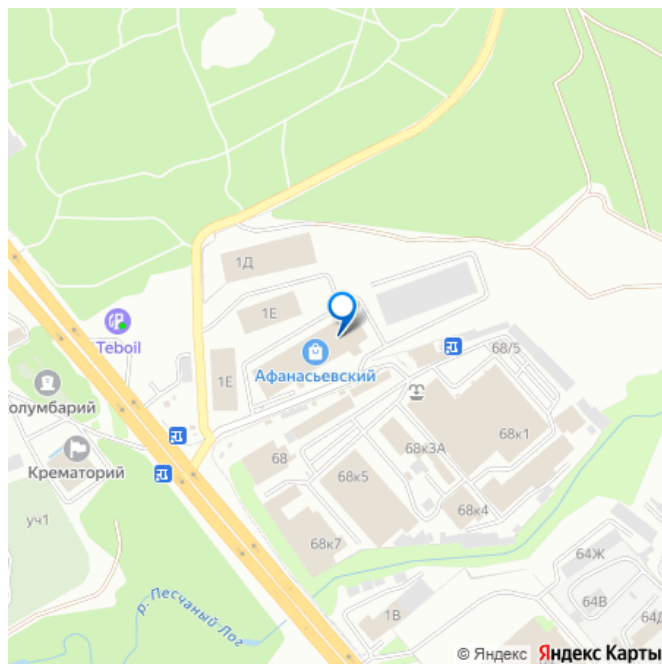 1Д
1Е
Teboil
68/5
1Е
Афанасьевский
олумбарий
68к1
68к3А
Крематорий
68
68к5
68к4
уч1
68к7
64Ж
р. Песчаный Лог
64В
1В
64Д
© Яндекс Яндекс Карты